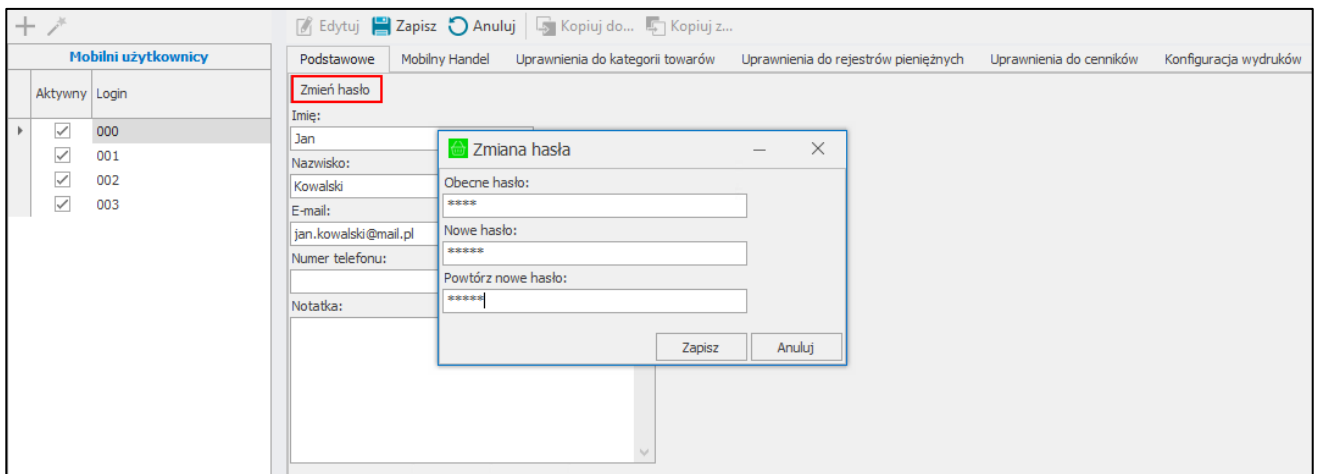 Edytuj Zapisz Anuluj Kopiuj do... Kopiuj z...
Mobilni użytkownicy
Aktywny Login
000
001
002
003
Podstawowe Mobilny Handel Uprawnienia do kategorii towarów Uprawnienia do rejestrów pieniężnych Uprawnienia do cenników Konfiguracja wydruków
Zmień hasło
Imię:
Jan
Nazwisko:
Kowalski
E-mail:
jan.kowalski@mail.pl
Numer telefonu:
Notatka:
Zmiana hasła
Obecne hasło:
****
Nowe hasło:
*****
Powtórz nowe hasło:
*****
Zapisz Anuluj